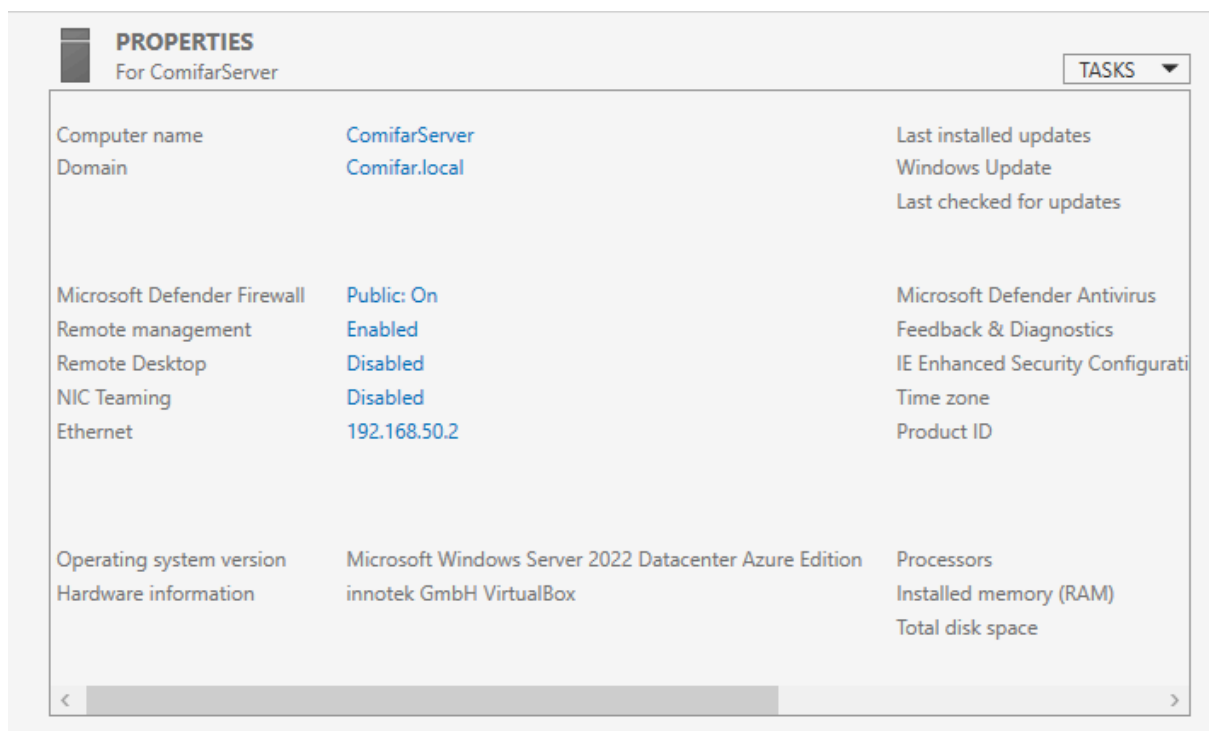 PROPERTIES
For ComifarServer
TASKS
Computer name ComifarServer Last installed updates
Domain Comifar.local Windows Update
Last checked for updates
Microsoft Defender Firewall Public: On Microsoft Defender Antivirus
Remote management Enabled Feedback & Diagnostics
Remote Desktop Disabled IE Enhanced Security Configurati
NIC Teaming Disabled Time zone
Ethernet 192.168.50.2 Product ID
Operating system version Microsoft Windows Server 2022 Datacenter Azure Edition Processors
Hardware information innotek GmbH VirtualBox Installed memory (RAM)
Total disk space